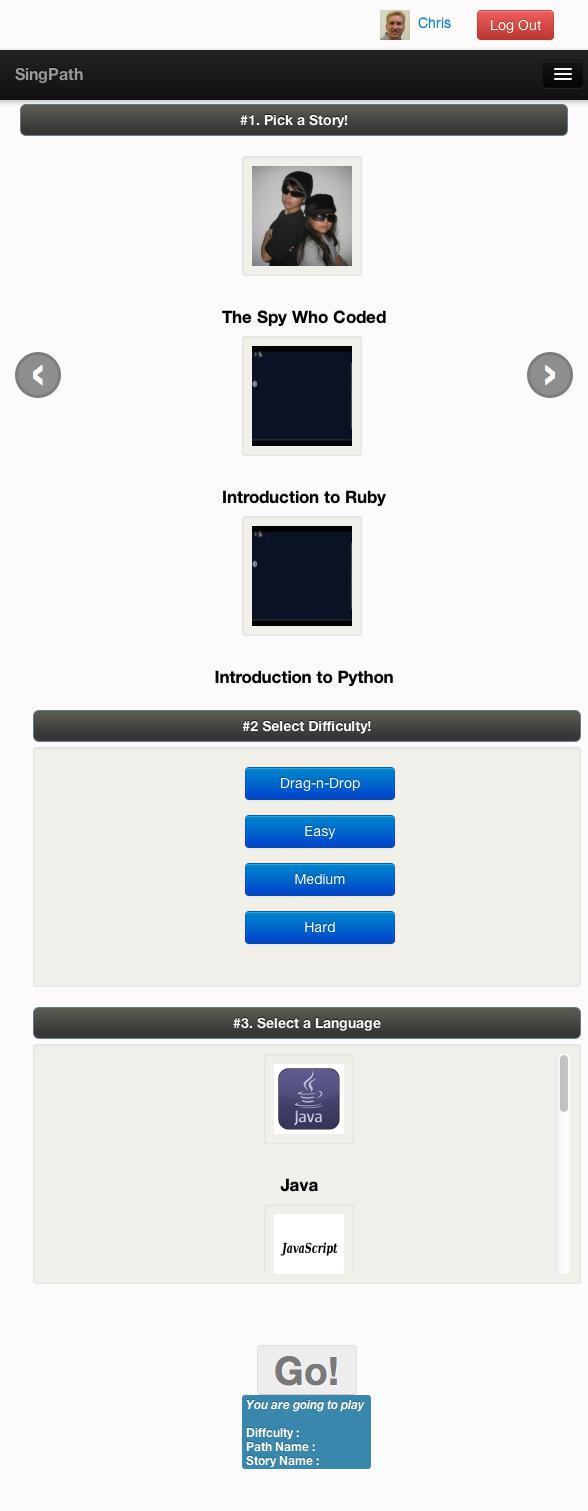 Chris
Log Out
SingPath
#1. Pick a Story!
The Spy Who Coded
Introduction to Ruby
Introduction to Python
#2 Select Difficulty!
Drag-n-Drop
Easy
Medium
Hard
#3. Select a Language
Java
Java
JavaScript
Go!
You are going to play
Diffculty :
Path Name :
Story Name :